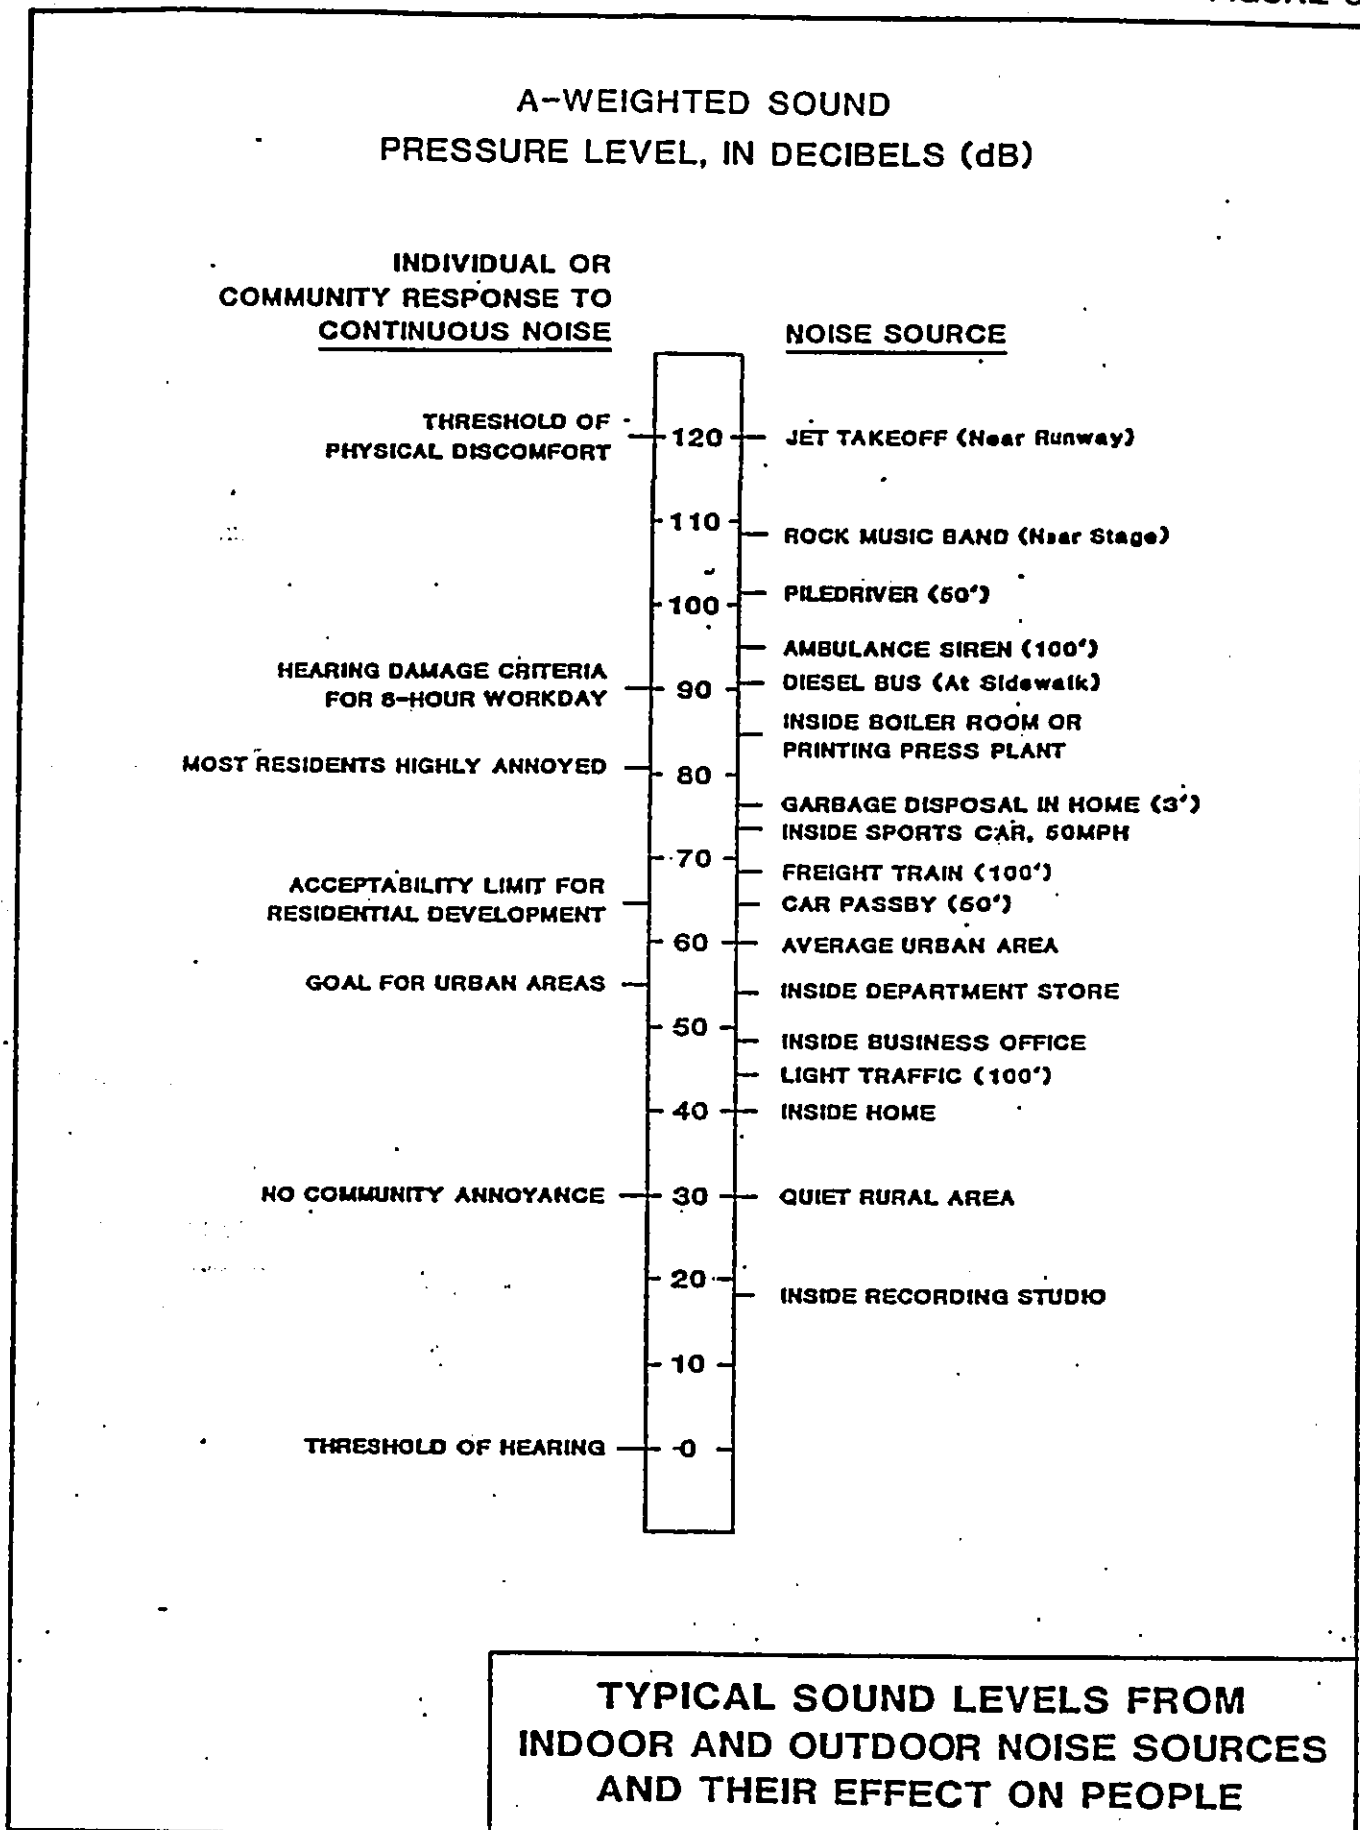 A-WEIGHTED SOUND
PRESSURE LEVEL, IN DECIBELS (dB)
INDIVIDUAL OR
COMMUNITY RESPONSE TO
CONTINUOUS NOISE
NOISE SOURCE
THRESHOLD OF
PHYSICAL DISCOMFORT
120
JET TAKEOFF (Near Runway)
110
ROCK MUSIC BAND (Near Stage)
PILEDRIVER (50')
100
AMBULANCE SIREN (100')
HEARING DAMAGE CRITERIA
FOR 8-HOUR WORKDAY
90
DIESEL BUS (At Sidewalk)
INSIDE BOILER ROOM OR
PRINTING PRESS PLANT
MOST RESIDENTS HIGHLY ANNOYED
80
GARBAGE DISPOSAL IN HOME (3')
INSIDE SPORTS CAR, 50MPH
70
FREIGHT TRAIN (100')
ACCEPTABILITY LIMIT FOR
RESIDENTIAL DEVELOPMENT
CAR PASSBY (50')
60
AVERAGE URBAN AREA
GOAL FOR URBAN AREAS
INSIDE DEPARTMENT STORE
50
INSIDE BUSINESS OFFICE
LIGHT TRAFFIC (100')
40
INSIDE HOME
NO COMMUNITY ANNOYANCE
30
QUIET RURAL AREA
20
INSIDE RECORDING STUDIO
10
THRESHOLD OF HEARING
0
TYPICAL SOUND LEVELS FROM
INDOOR AND OUTDOOR NOISE SOURCES
AND THEIR EFFECT ON PEOPLE